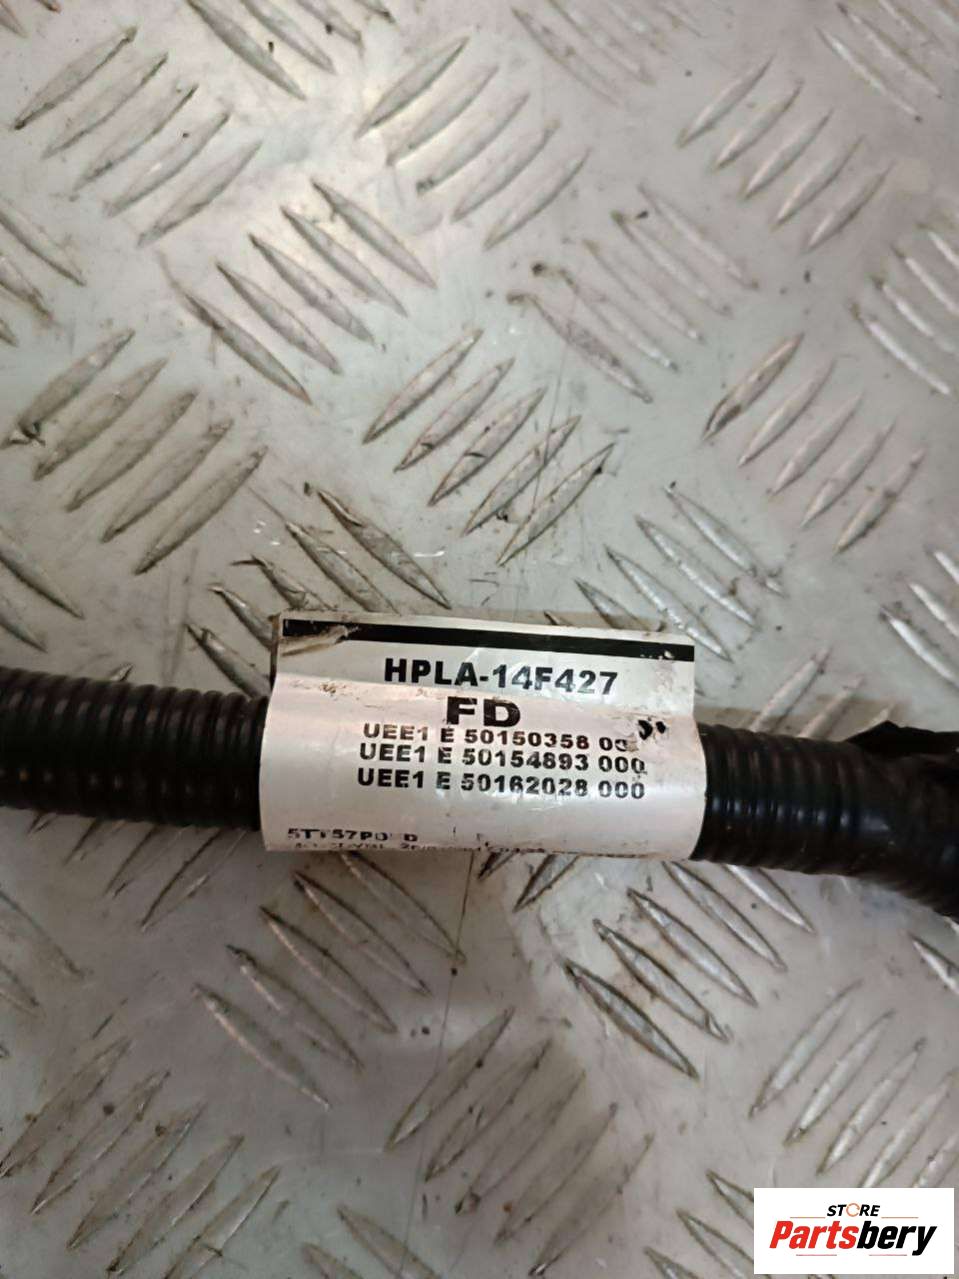 HPLA-14F427
FD
UEE1 E 50150358
UEE1 E 50154893 000
UEE1 E 50162028 000
STORE
Partsbery